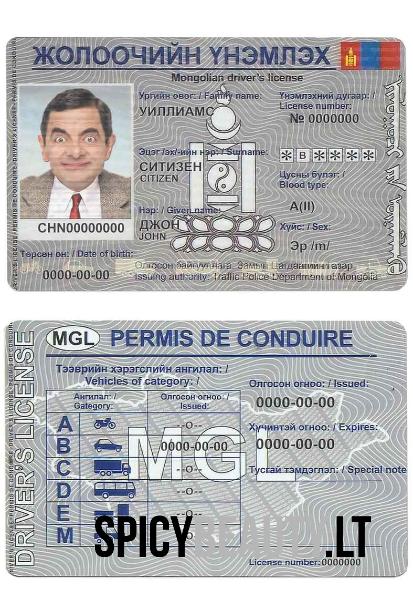 ЖОЛООЧИЙН ҮНЭМЛЭХ
Mongolian driver's license
Ургийн овог: / Family name:
УИЛЛИАМС
Үнэмлэхний дугаар: /
License number:
№ 0000000
Эцэг /эх/-ийн нэр: / Surname:
СИТИЗЕН
CITIZEN
* В * * * * *
Цусны бүлэг: /
Blood type:
А(II)
Нэр: / Given name:
ДЖОН
JOHN
Хүйс: / Sex:
Эр /m/
CHN00000000
Төрсөн он: / Date of birth:
0000-00-00
Олгосон байгууллага: Замын Цагдаагийн газар
Issuing authority: Traffic Police Department of Mongolia
MGL PERMIS DE CONDUIRE
DRIVER'S LICENSE
Тээврийн хэрэгслийн ангилал: /
Vehicles of category: /
Ангилал: /
Category:
Олгосон огноо: /
Issued:
Олгосон огноо: / Issued:
0000-00-00
A --o--
B 0000-00-00
C --o--
D --o--
E --o--
M
Хүчинтэй огноо: / Expires:
0000-00-00
Тусгай тэмдэглэл: / Special note
MGL
.LT
License number:0000000